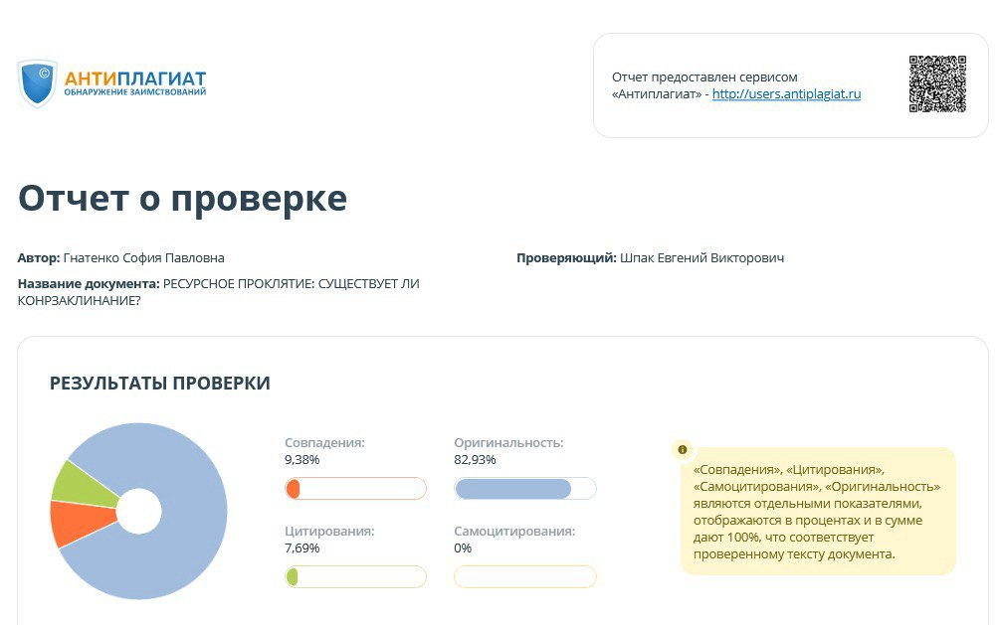 АНТИПЛАГИАТ
ОБНАРУЖЕНИЕ ЗАИМСТВОВАНИЙ
Отчет предоставлен сервисом
«Антиплагиат» - http://users.antiplagiat.ru
Отчет о проверке
Автор: Гнатенко София Павловна
Проверяющий: Шпак Евгений Викторович
Название документа: РЕСУРСНОЕ ПРОКЛЯТИЕ: СУЩЕСТВУЕТ ЛИ
КОНРЗАКЛИНАНИЕ?
РЕЗУЛЬТАТЫ ПРОВЕРКИ
Совпадения:
9,38%
Оригинальность:
82,93%
Цитирования:
7,69%
Самоцитирования:
0%
«Совпадения», «Цитирования»,
«Самоцитирования», «Оригинальность»
являются отдельными показателями,
отображаются в процентах и в сумме
дают 100%, что соответствует
проверенному тексту документа.